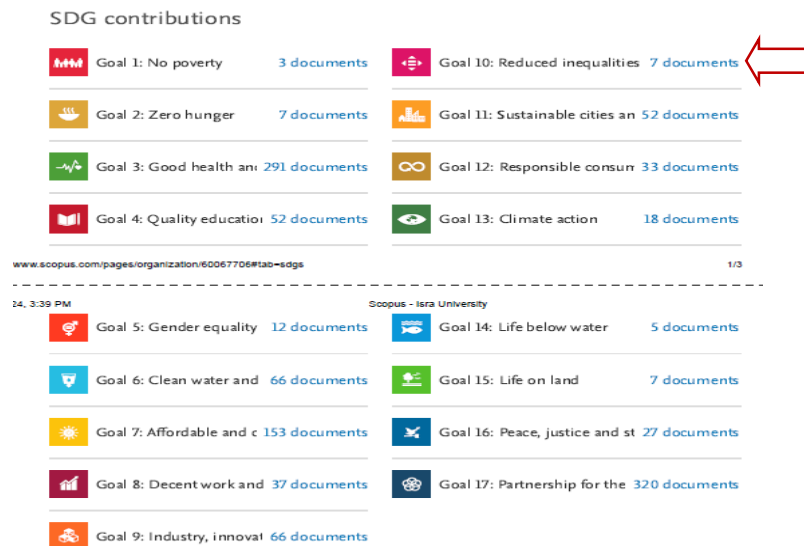 SDG contributions
Goal 1: No poverty 3 documents
Goal 10: Reduced inequalities 7 documents
Goal 2: Zero hunger 7 documents
Goal 11: Sustainable cities an 52 documents
Goal 3: Good health an 291 documents
Goal 12: Responsible consum 33 documents
Goal 4: Quality education 52 documents
Goal 13: Climate action 18 documents
www.scopus.com/pages/organization/60067706#tab=sdgs 1/3
24, 3:39 PM Scopus - Isra University
Goal 5: Gender equality 12 documents
Goal 14: Life below water 5 documents
Goal 6: Clean water and 66 documents
Goal 15: Life on land 7 documents
Goal 7: Affordable and c 153 documents
Goal 16: Peace, justice and st 27 documents
Goal 8: Decent work and 37 documents
Goal 17: Partnership for the 320 documents
Goal 9: Industry, innovat 66 documents